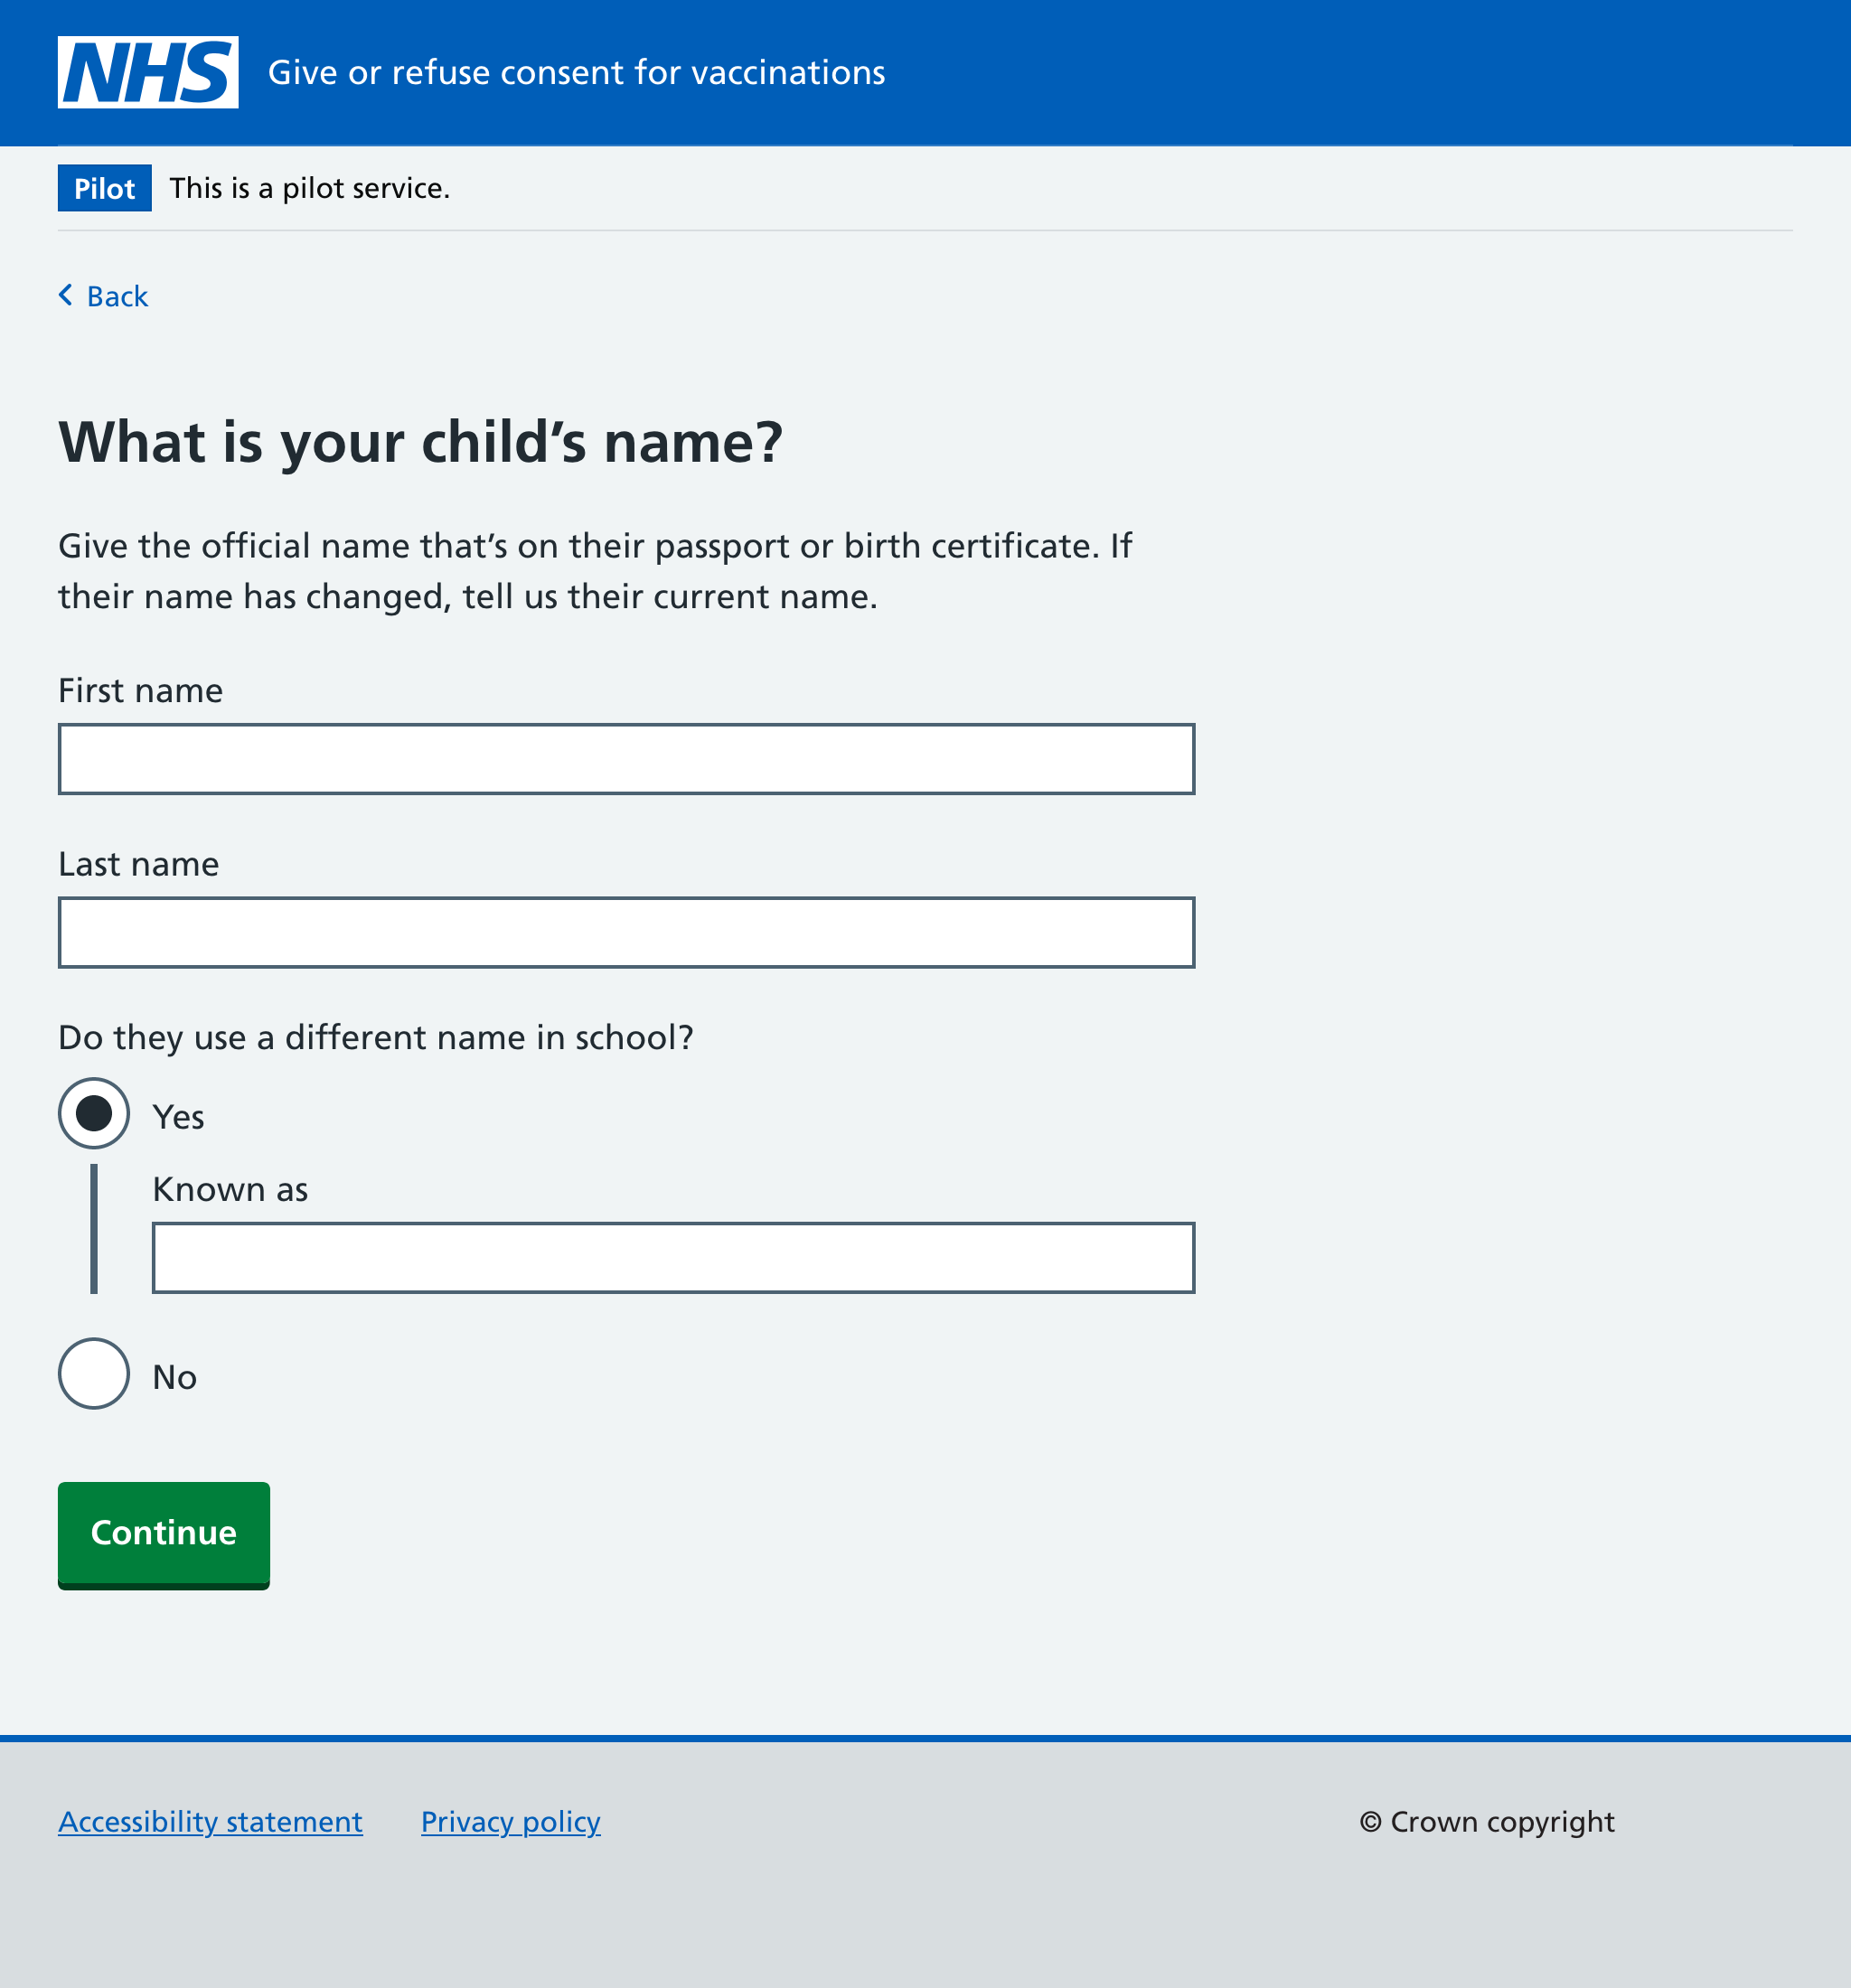 NHS Give or refuse consent for vaccinations
Pilot This is a pilot service.
Back
What is your child’s name?
Give the official name that’s on their passport or birth certificate. If
their name has changed, tell us their current name.
First name
Last name
Do they use a different name in school?
Yes
Known as
No
Continue
Accessibility statement Privacy policy © Crown copyright